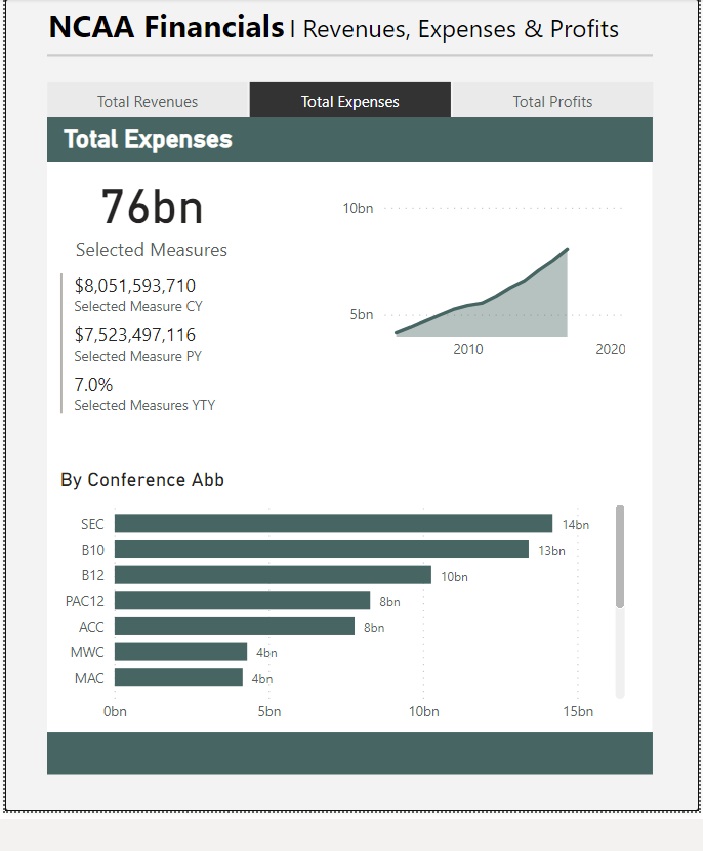 NCAA Financials | Revenues, Expenses & Profits
Total Revenues
Total Expenses
Total Profits
Total Expenses
76bn
Selected Measures
$8,051,593,710
Selected Measure CY
$7,523,497,116
Selected Measure PY
7.0%
Selected Measures YTY
10bn
5bn
2010
2020
By Conference Abb
SEC
14bn
B10
13bn
B12
10bn
PAC12
8bn
ACC
8bn
MWC
4bn
MAC
4bn
0bn
5bn
10bn
15bn